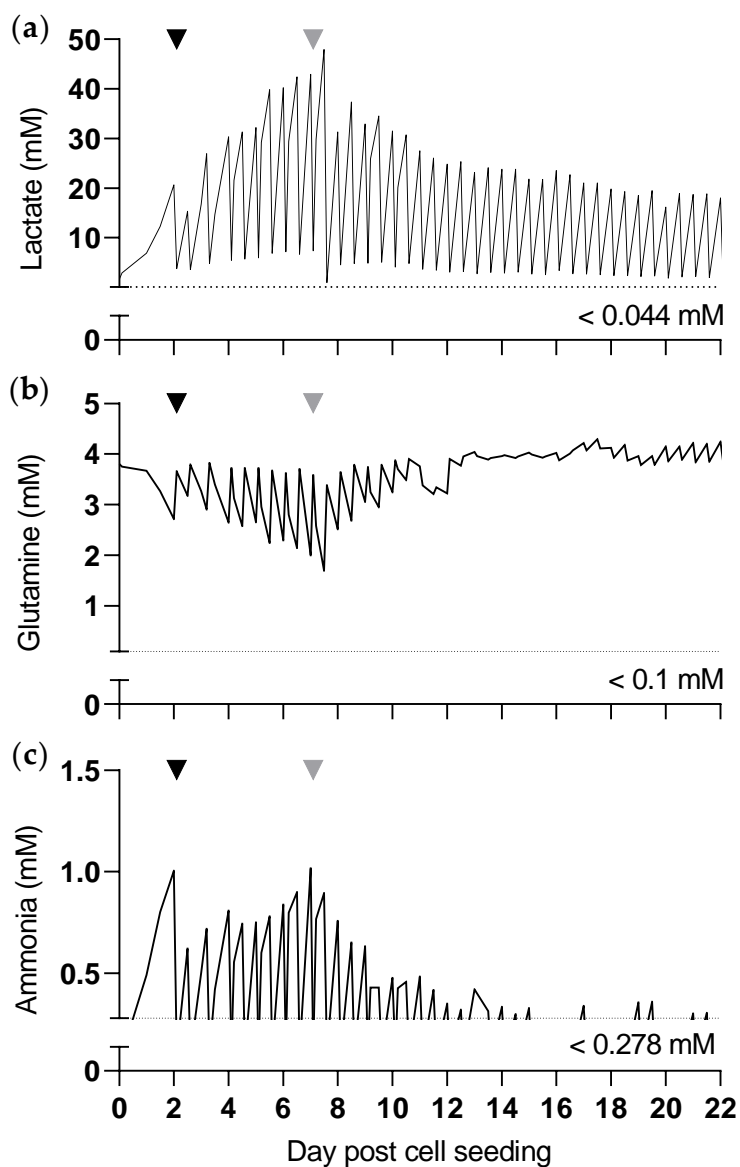 (a)
Lactate (mM)
50
40
30
20
10
0
< 0.044 mM
(b)
Glutamine (mM)
5
4
3
2
1
0
< 0.1 mM
(c)
Ammonia (mM)
1.5
1.0
0.5
0
< 0.278 mM
0 2 4 6 8 10 12 14 16 18 20 22
Day post cell seeding